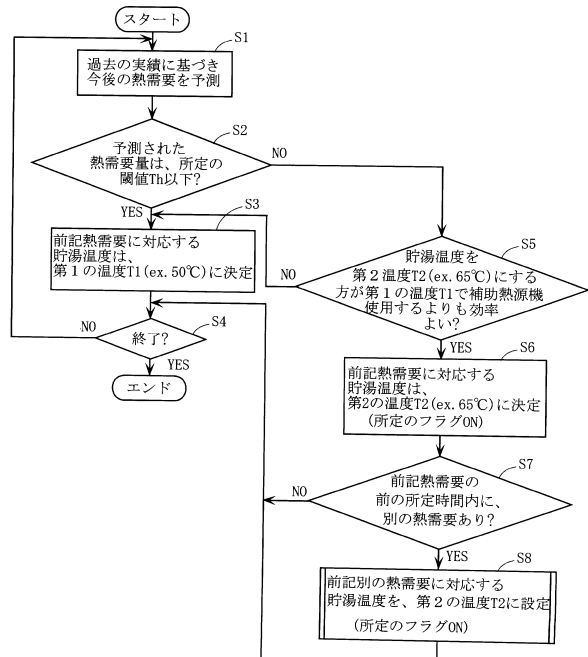 スタート
S1
過去の実績に基づき
今後の熱需要を予測
S2
予測された
熱需要量は、所定の
閾値Th以下?
NO
YES
S3
前記熱需要に対応する
貯湯温度は、
第1の温度T1(ex.50℃)に決定
S4
終了?
NO
YES
エンド
S5
貯湯温度を
第2温度T2(ex.65℃)にする
方が第1の温度T1で補助熱源機
使用するよりも効率
よい?
NO
YES
S6
前記熱需要に対応する
貯湯温度は、
第2の温度T2(ex.65℃)に決定
(所定のフラグON)
S7
前記熱需要の
前の所定時間内に、
別の熱需要あり?
NO
YES
S8
前記別の熱需要に対応する
貯湯温度を、第2の温度T2に設定
(所定のフラグON)